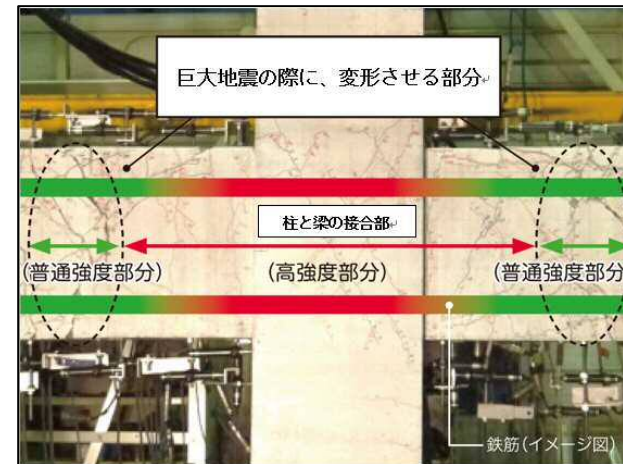 巨大地震の際に、変形させる部分
柱と梁の接合部
(普通強度部分)
(高強度部分)
(普通強度部分
鉄筋(イメージ図)